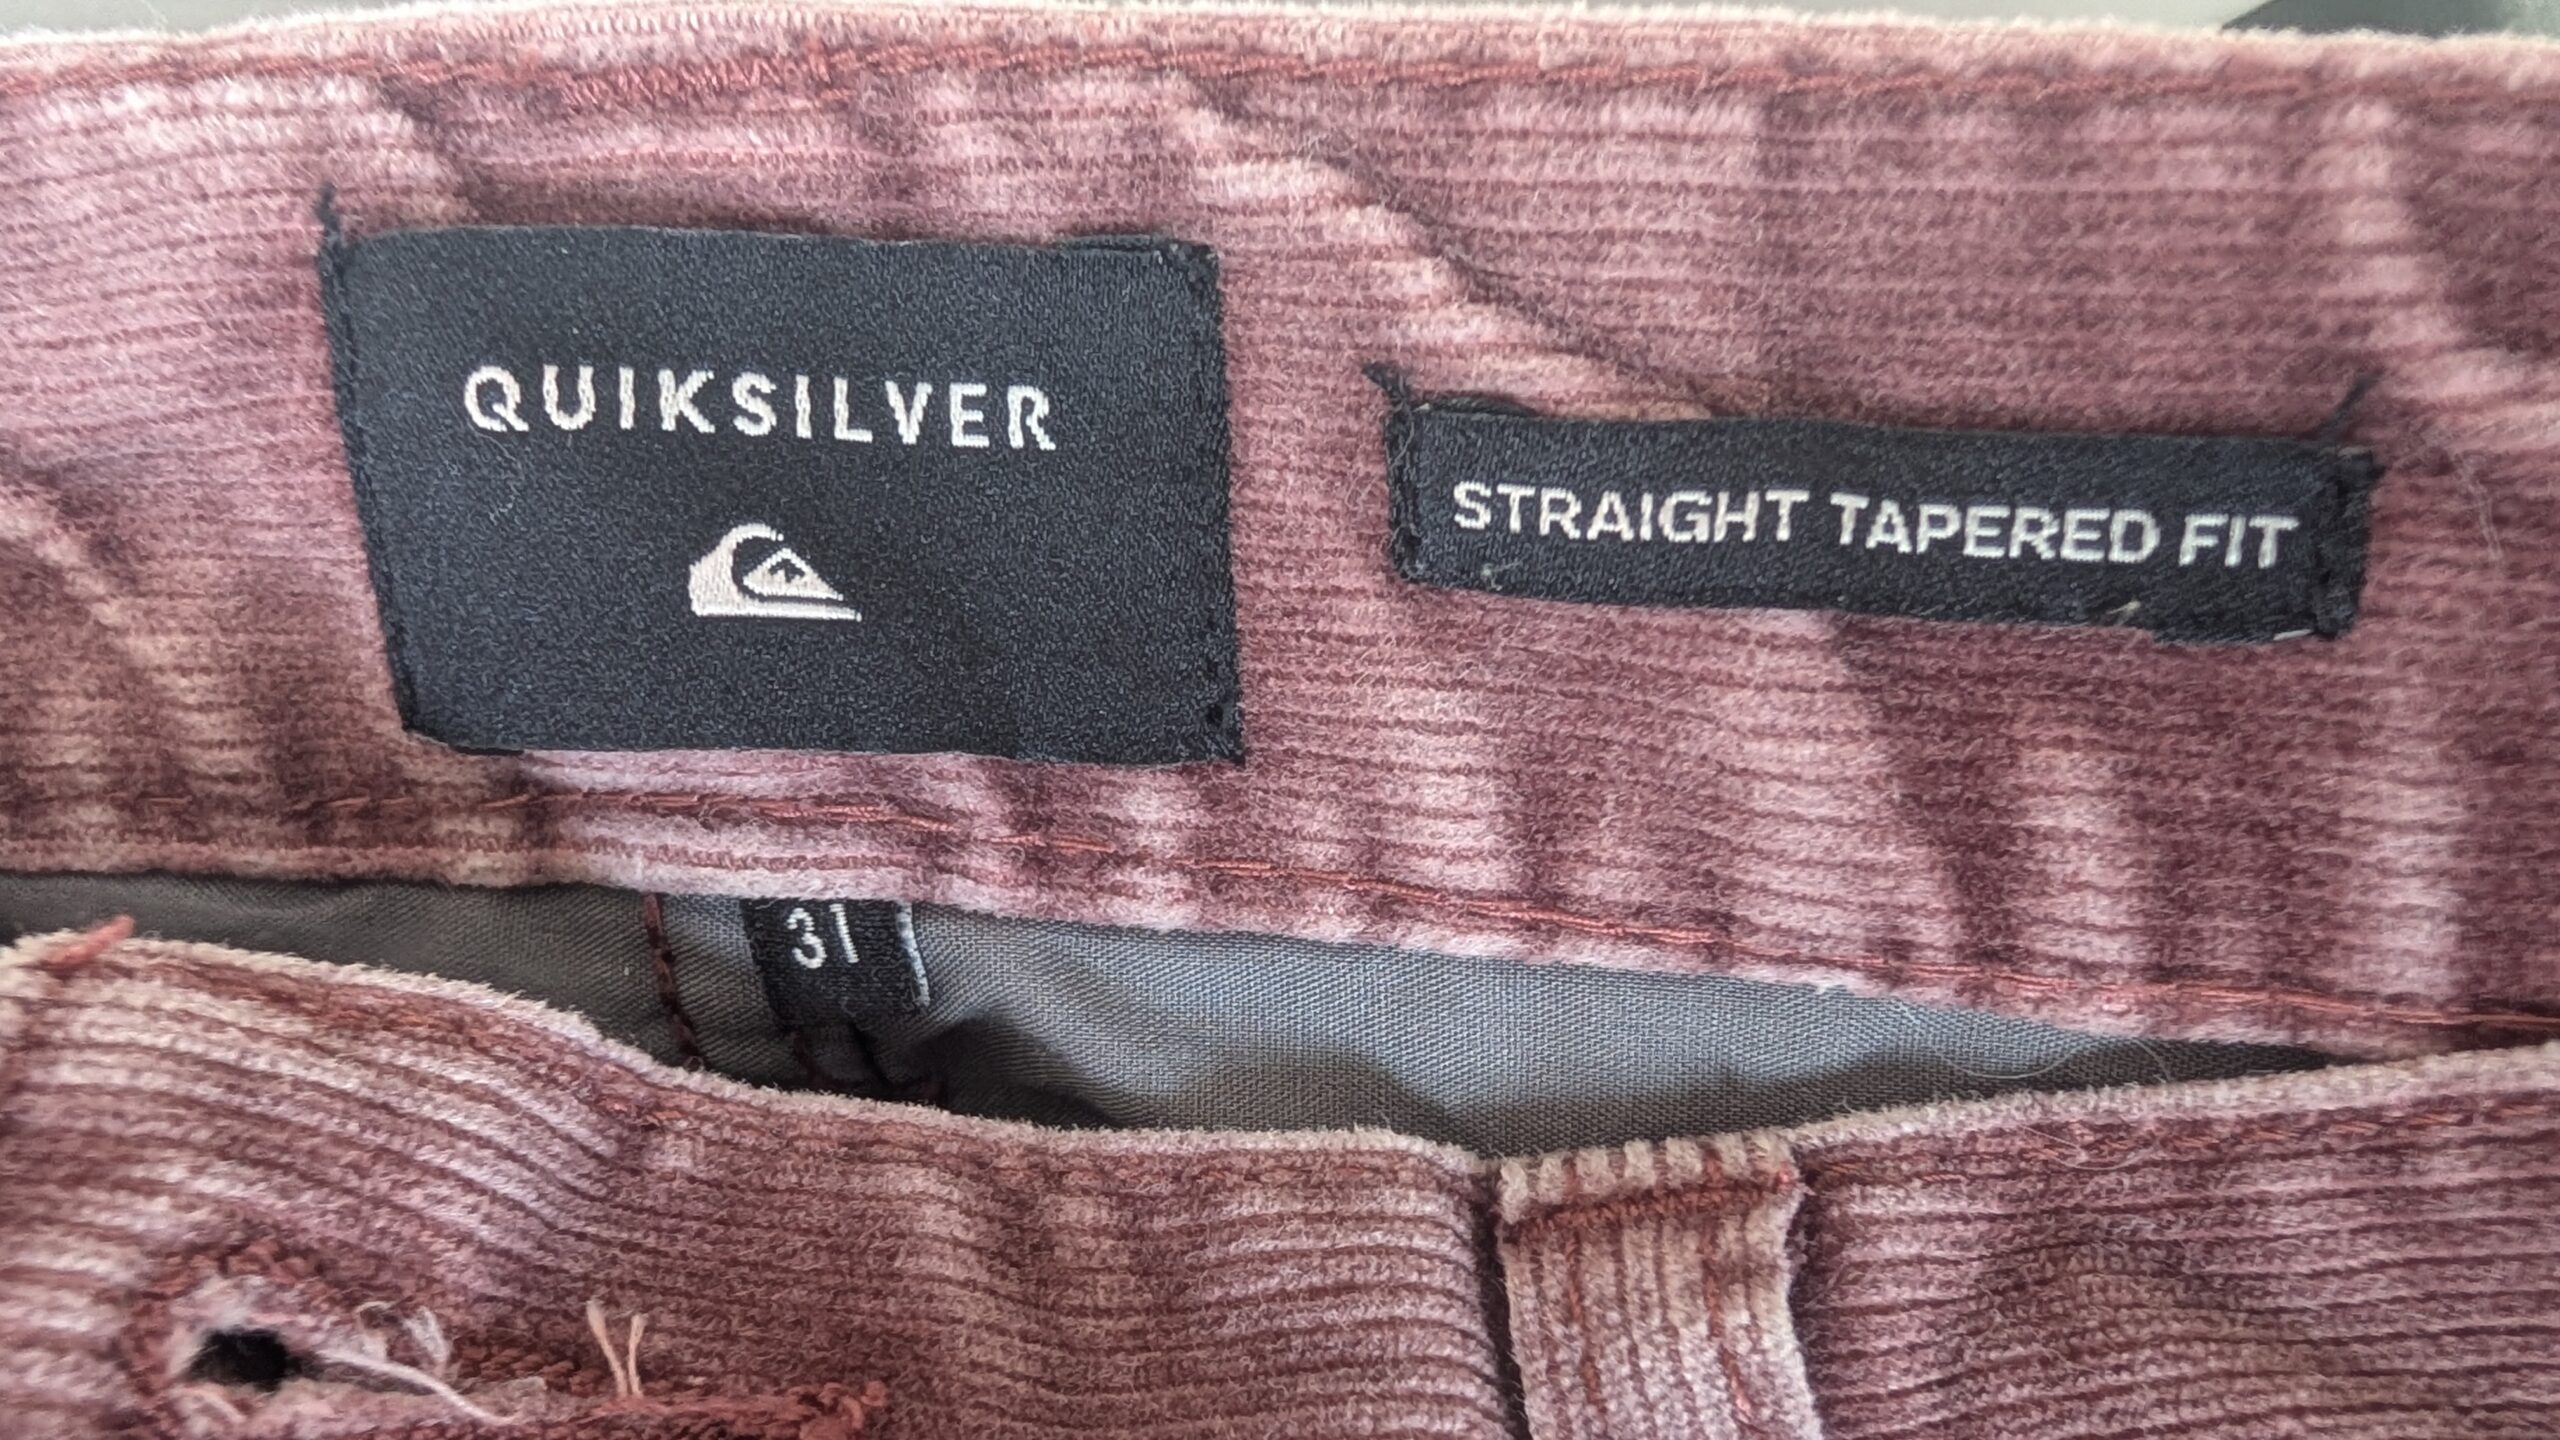 QUIKSILVER
STRAIGHT TAPERED FIT
31